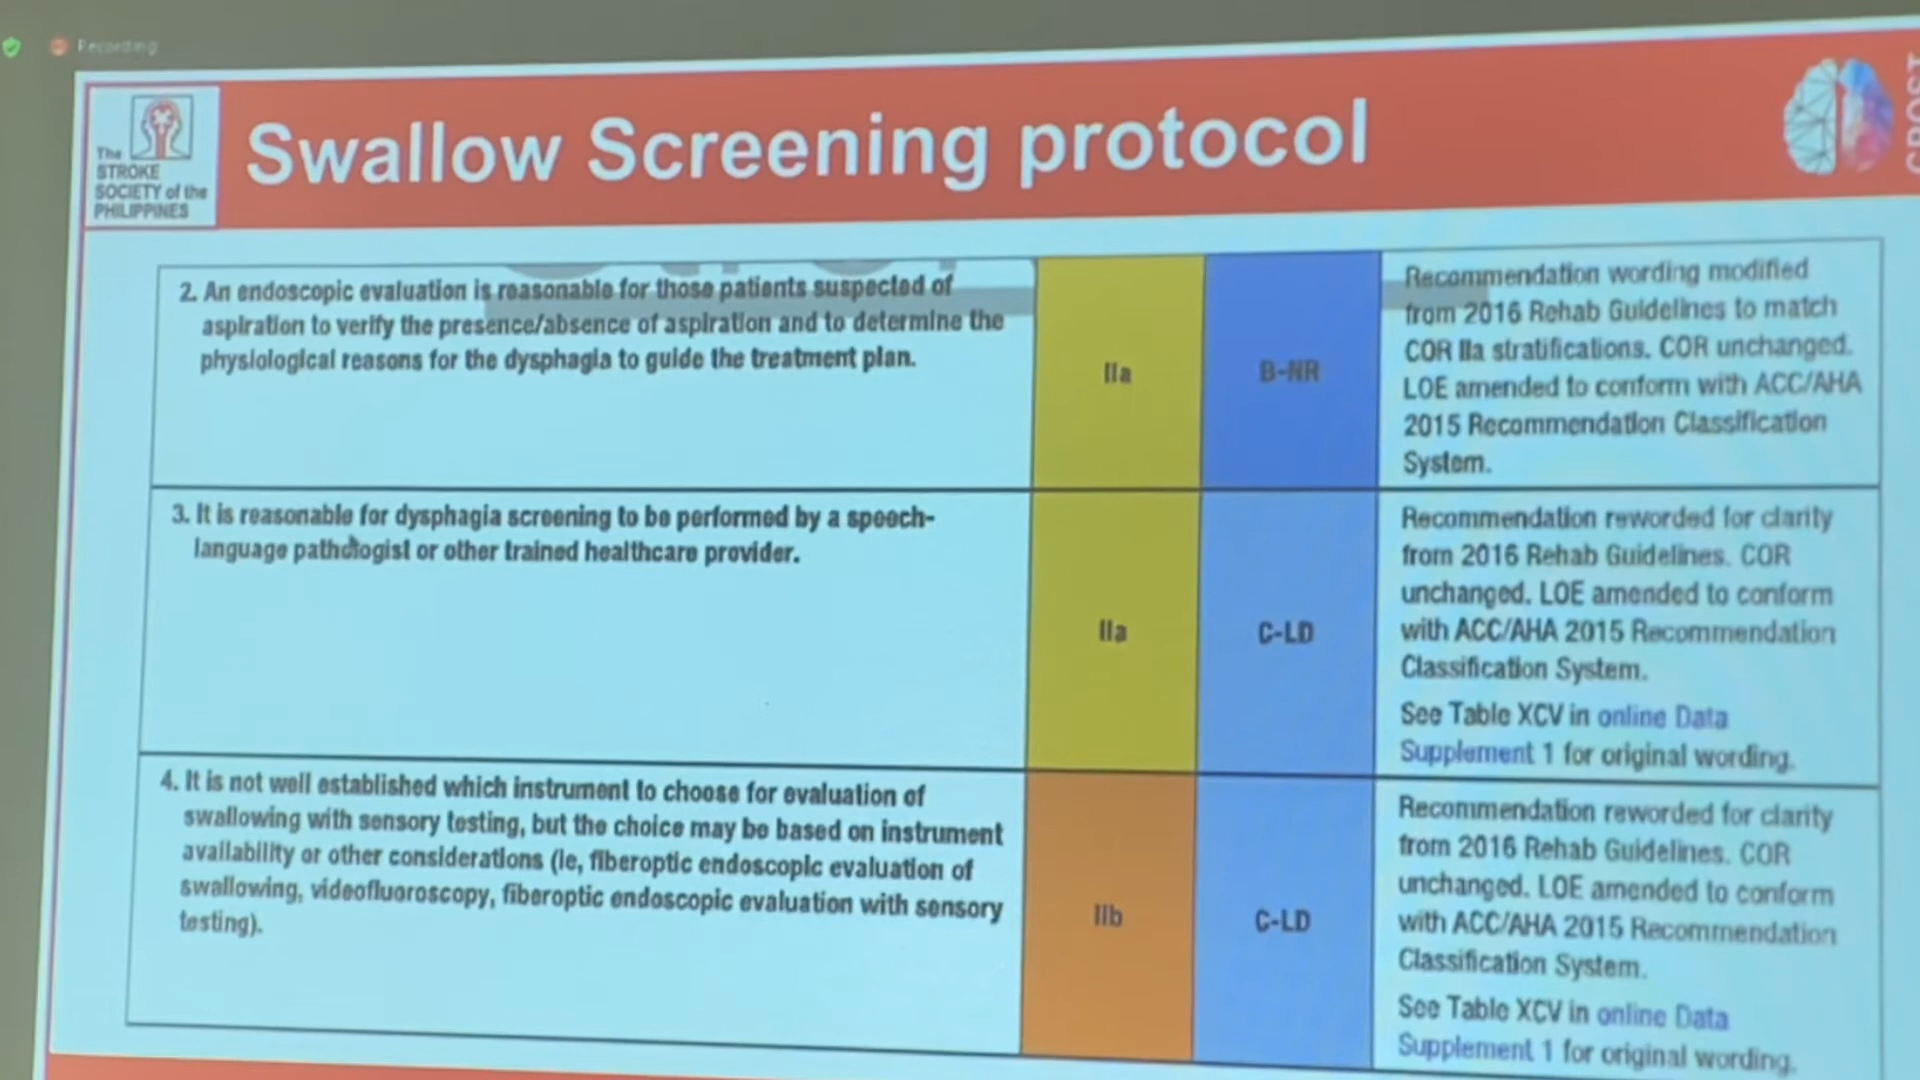 Recording
The
STROKE
SOCIETY of the
PHILIPPINES
Swallow Screening protocol
2. An endoscopic evaluation is reasonable for those patients suspected of
aspiration to verify the presence/absence of aspiration and to determine the
physiological reasons for the dysphagia to guide the treatment plan.
IIa
B-NR
Recommendation wording modified
from 2016 Rehab Guidelines to match
COR IIa stratifications. COR unchanged.
LOE amended to conform with ACC/AHA
2015 Recommendation Classification
System.
3. It is reasonable for dysphagia screening to be performed by a speech-
language pathologist or other trained healthcare provider.
IIa
C-LD
Recommendation reworded for clarity
from 2016 Rehab Guidelines. COR
unchanged. LOE amended to conform
with ACC/AHA 2015 Recommendation
Classification System.
See Table XCV in online Data
Supplement 1 for original wording.
4. It is not well established which instrument to choose for evaluation of
swallowing with sensory testing, but the choice may be based on instrument
availability or other considerations (ie, fiberoptic endoscopic evaluation of
swallowing, videofluoroscopy, fiberoptic endoscopic evaluation with sensory
testing).
IIb
C-LD
Recommendation reworded for clarity
from 2016 Rehab Guidelines. COR
unchanged. LOE amended to conform
with ACC/AHA 2015 Recommendation
Classification System.
See Table XCV in online Data
Supplement 1 for original wording.